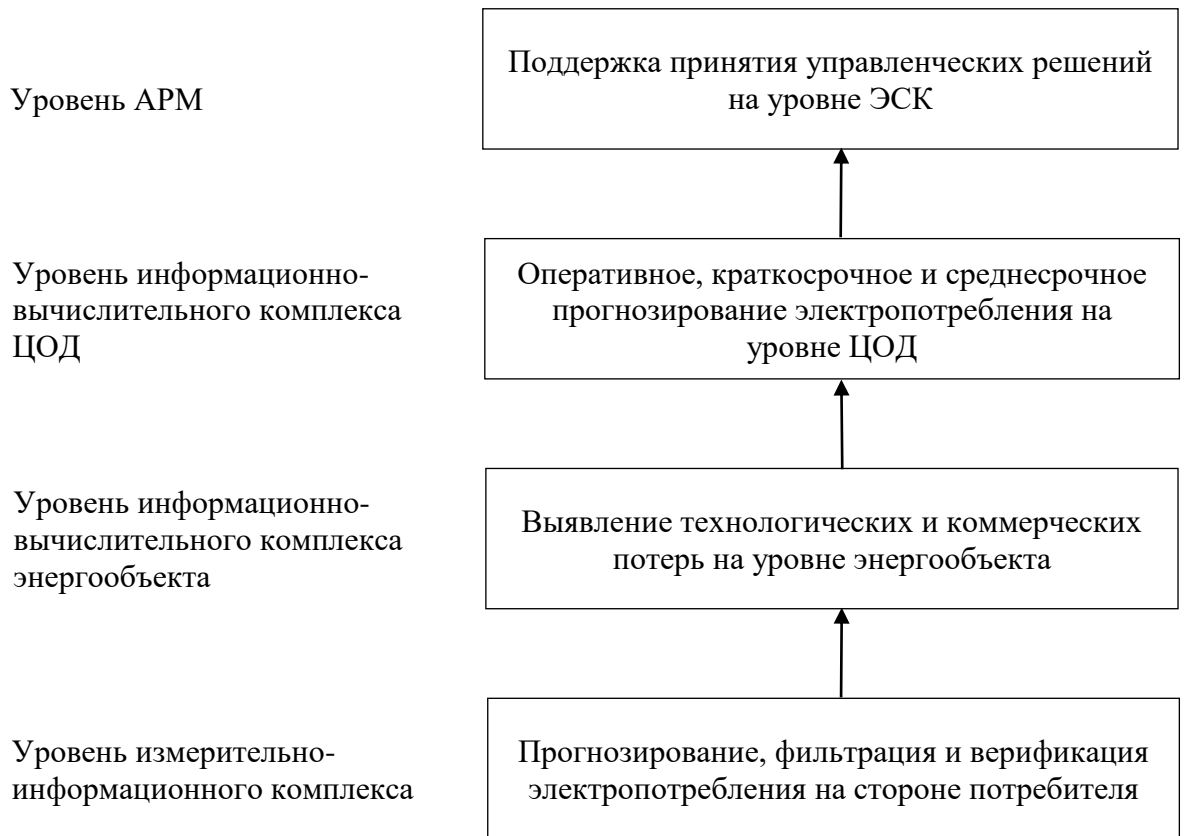 Уровень АРМ
Поддержка принятия управленческих решений
на уровне ЭСК
Уровень информационно-
вычислительного комплекса
ЦОД
Оперативное, краткосрочное и среднесрочное
прогнозирование электропотребления на
уровне ЦОД
Уровень информационно-
вычислительного комплекса
энергообъекта
Выявление технологических и коммерческих
потерь на уровне энергообъекта
Уровень измерительно-
информационного комплекса
Прогнозирование, фильтрация и верификация
электропотребления на стороне потребителя